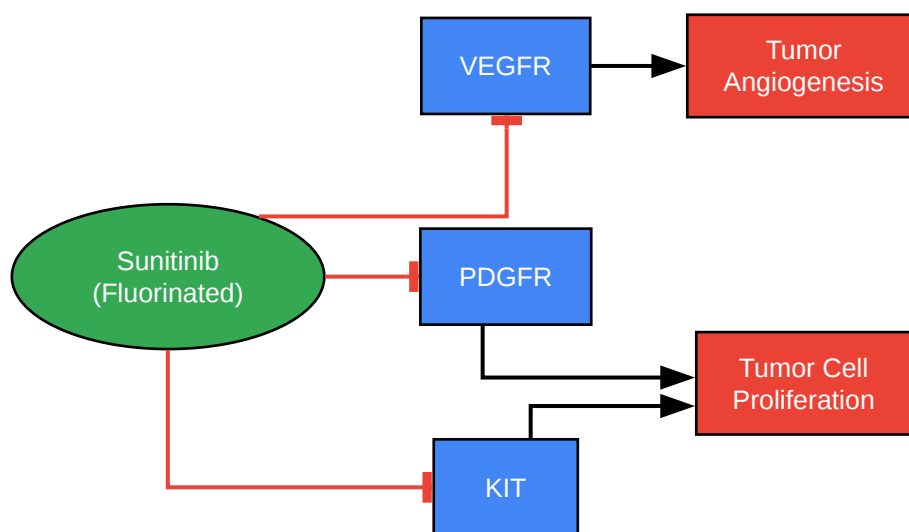 VEGFR
Tumor
Angiogenesis
Sunitinib
(Fluorinated)
PDGFR
Tumor Cell
Proliferation
KIT